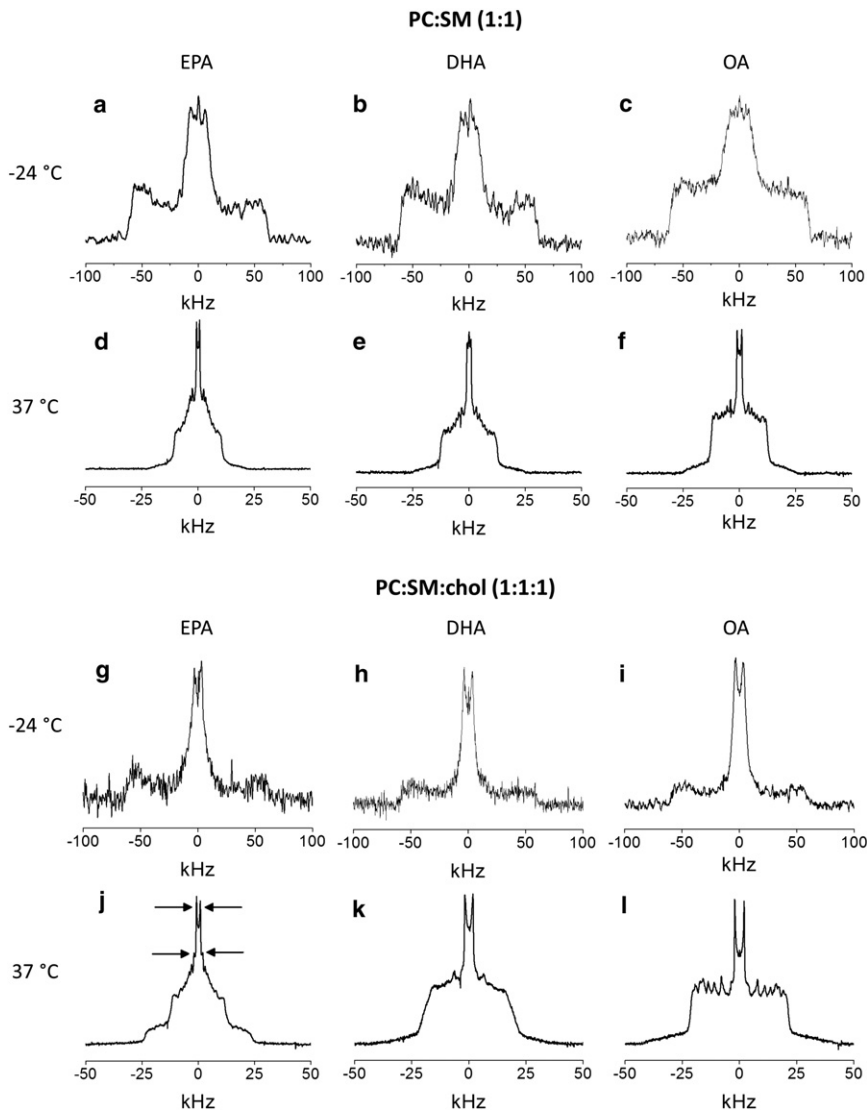 PC:SM (1:1)
EPA DHA OA
a b c
-24 °C
-100 -50 0 50 100 -100 -50 0 50 100 -100 -50 0 50 100
kHz kHz kHz
d e f
37 °C
-50 -25 0 25 50 -50 -25 0 25 50 -50 -25 0 25 50
kHz kHz kHz
PC:SM:chol (1:1:1)
EPA DHA OA
g h i
-24 °C
-100 -50 0 50 100 -100 -50 0 50 100 -100 -50 0 50 100
kHz kHz kHz
j k l
37 °C
-50 -25 0 25 50 -50 -25 0 25 50 -50 -25 0 25 50
kHz kHz kHz